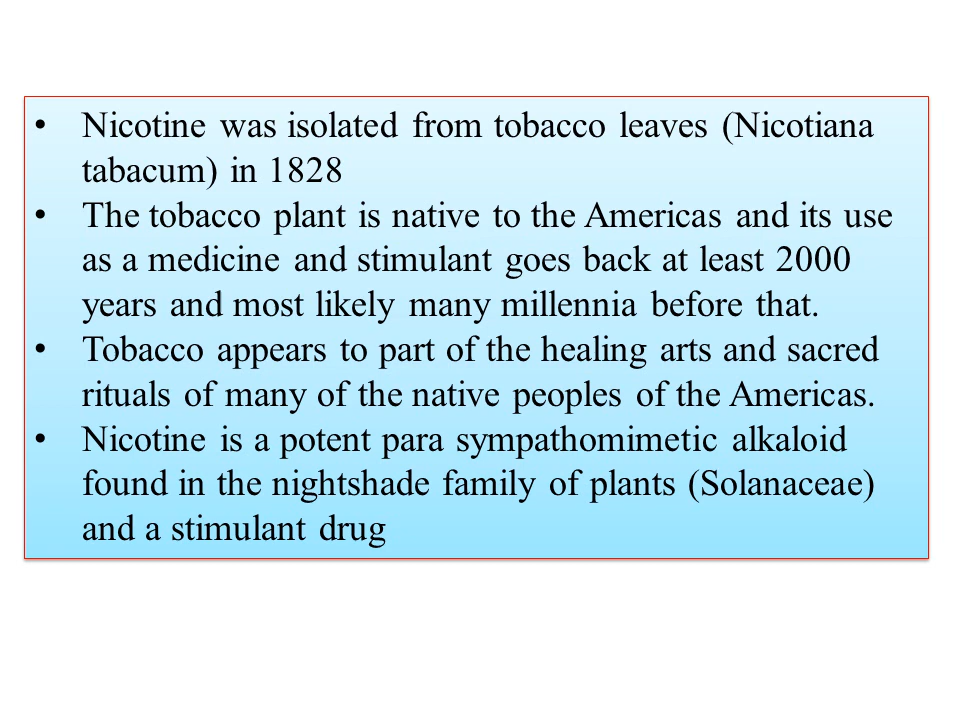 • Nicotine was isolated from tobacco leaves (Nicotiana
tabacum) in 1828
• The tobacco plant is native to the Americas and its use
as a medicine and stimulant goes back at least 2000
years and most likely many millennia before that.
• Tobacco appears to part of the healing arts and sacred
rituals of many of the native peoples of the Americas.
• Nicotine is a potent para sympathomimetic alkaloid
found in the nightshade family of plants (Solanaceae)
and a stimulant drug